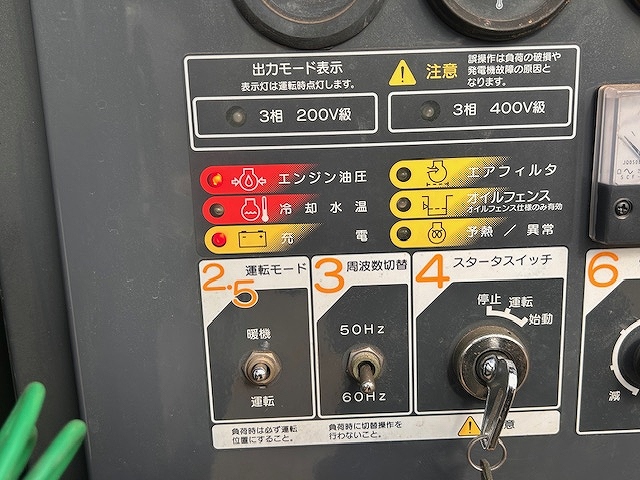 出力モード表示
表示灯は運転時点灯します。
注意
誤操作は負荷の破損や
発電機故障の原因と
なります。
3相 200V級
3相 400V級
エンジン油圧
エアフィルタ
冷却水温
オイルフェンス
オイルフェンス仕様のみ有効
充 電
予熱 / 異常
2.5
運転モード
暖機
運転
3
周波数切替
50Hz
60Hz
4
スタータスイッチ
停止
運転
始動
6
減
負荷時は必ず運転
位置にすること。
負荷時に切替操作を
行わないこと。
意